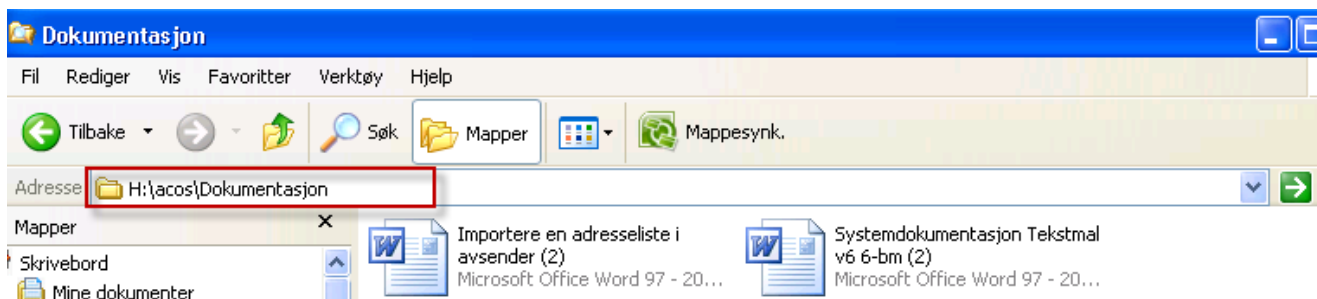 Dokumentasjon
Fil Rediger Vis Favoritter Verktøy Hjelp
Tilbake Søk Mapper Mappesynk.
Adresse H:\acos\Dokumentasjon
Mapper
Skrivebord
Mine dokumenter
Importere en adresseliste i
avsender (2)
Microsoft Office Word 97 - 20...
Systemdokumentasjon Tekstmal
v6 6-bm (2)
Microsoft Office Word 97 - 20...